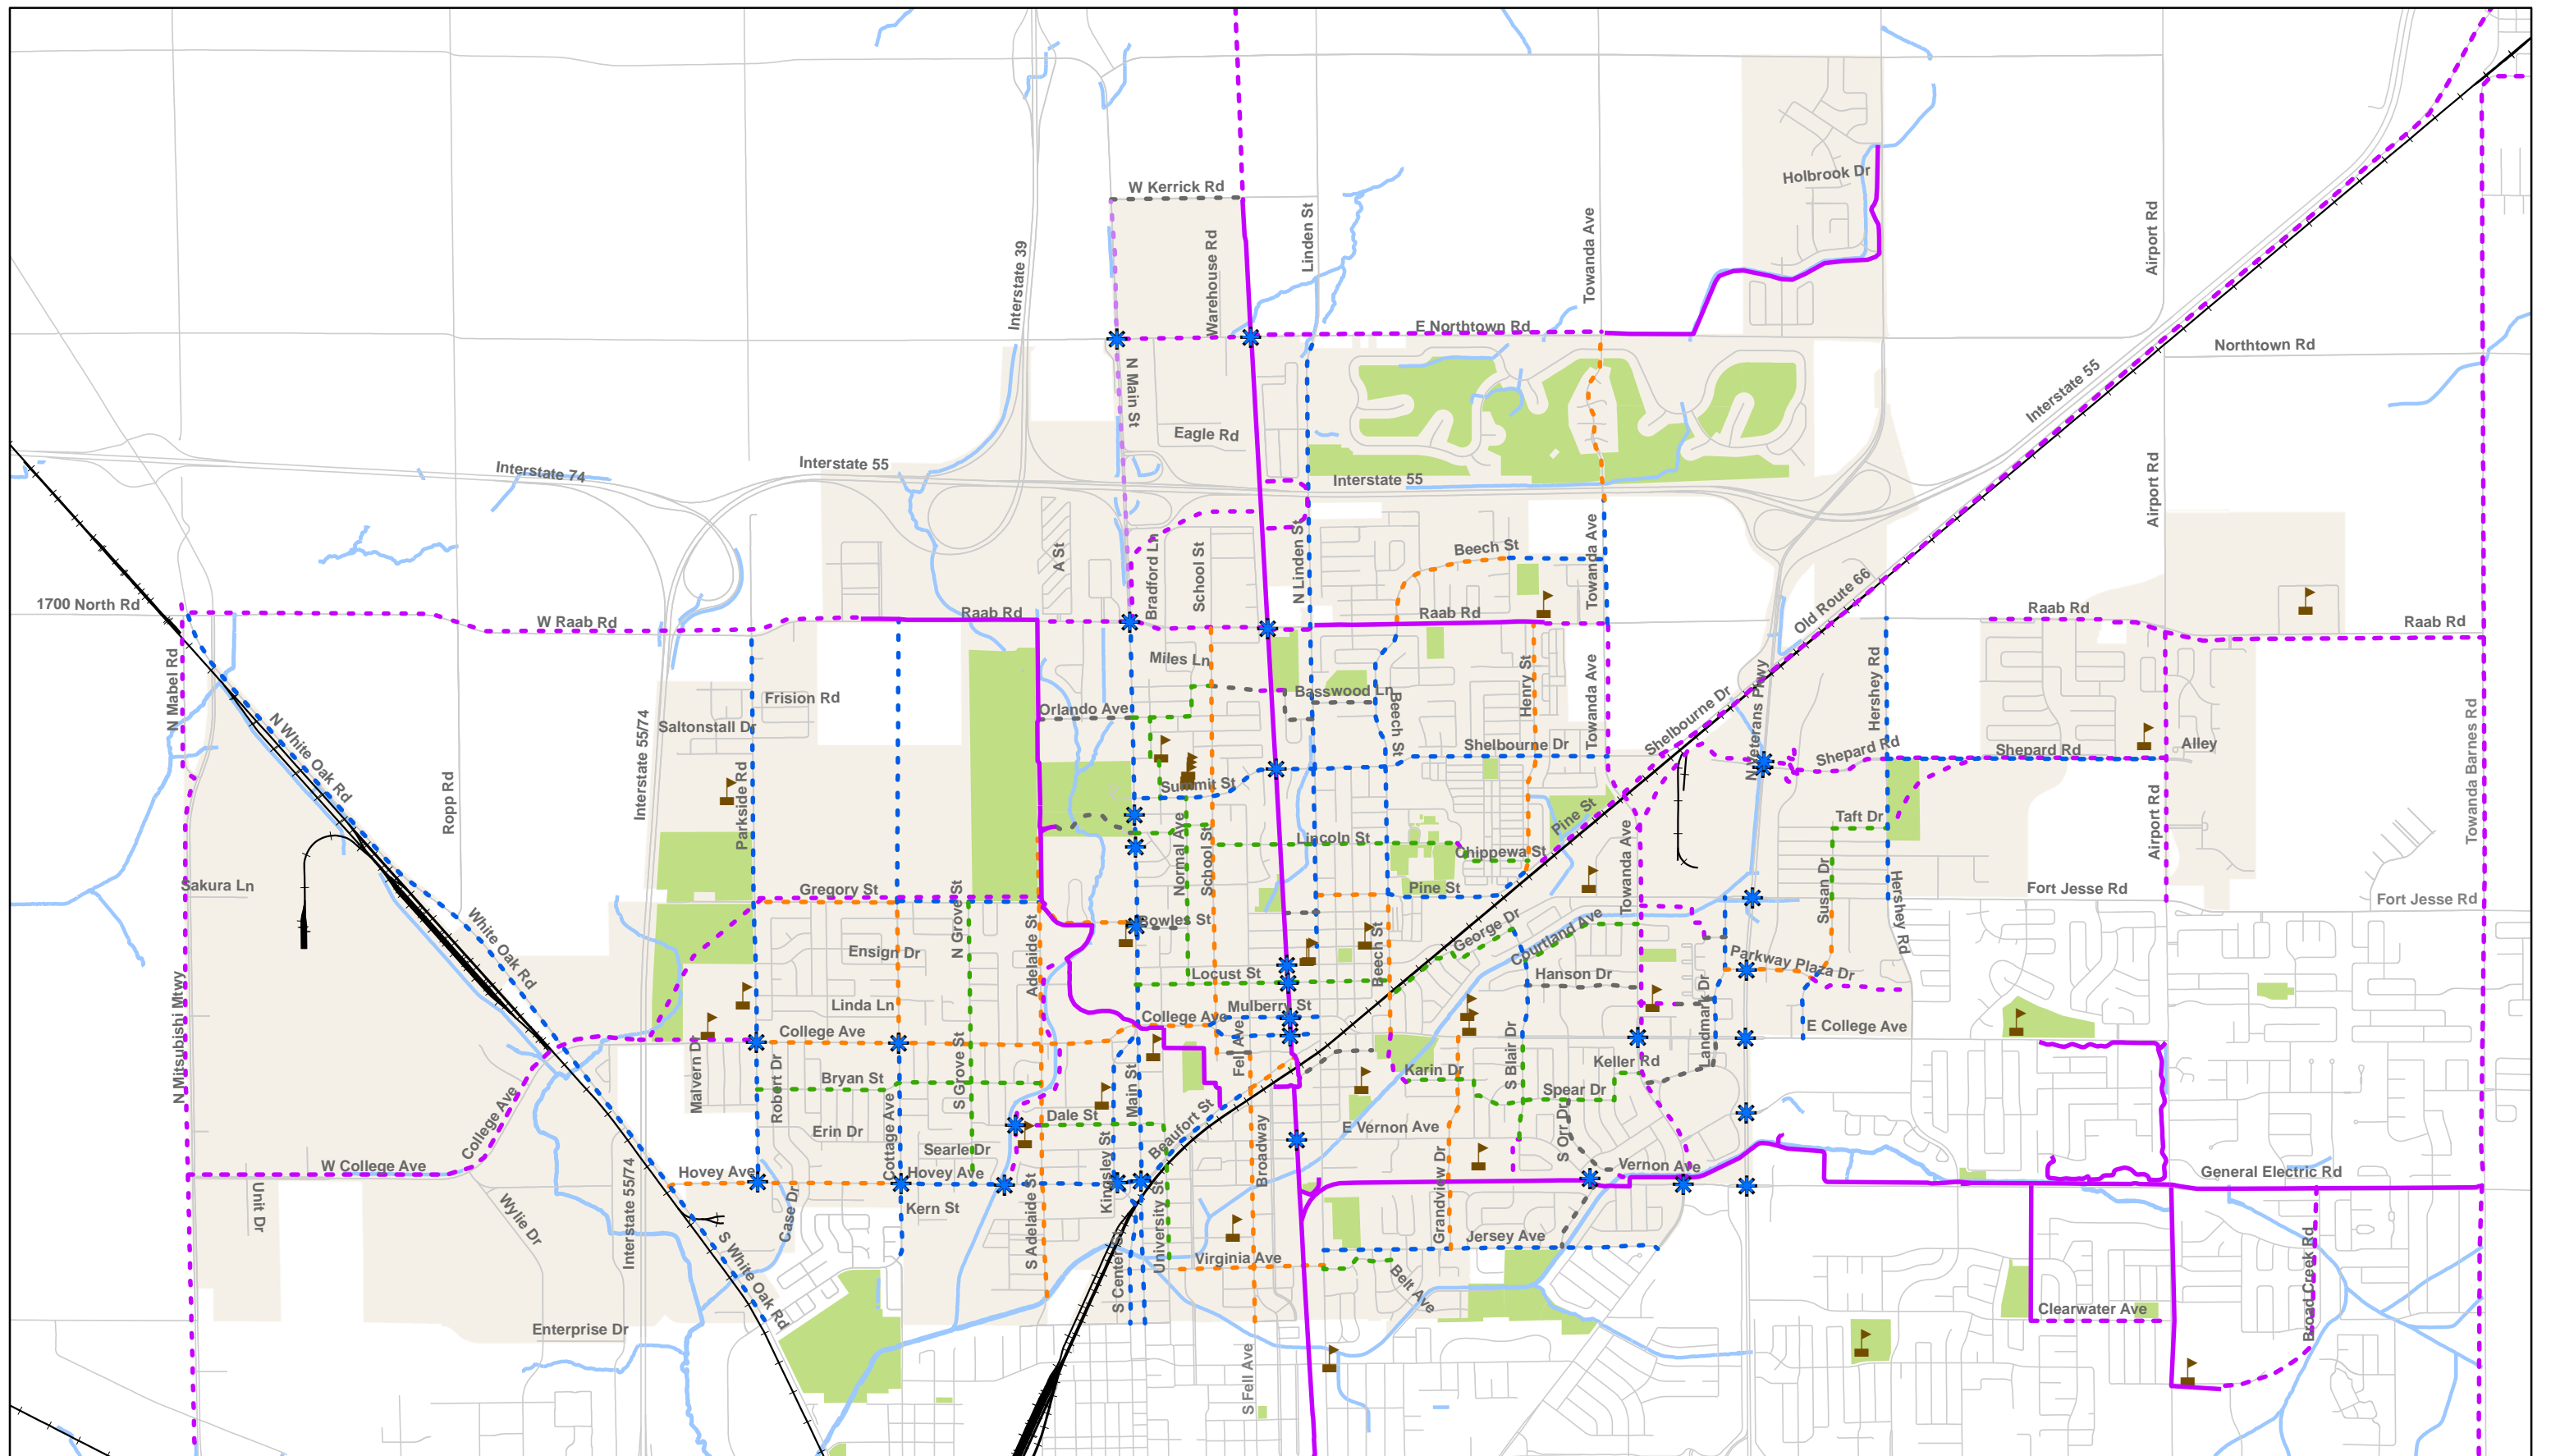 W Kerrick Rd
Holbrook Dr
Interstate 39
Warehouse Rd
Linden St
Towanda Ave
Airport Rd
E Northtown Rd
Northtown Rd
N Main St
Interstate 55
Eagle Rd
Interstate 74
Interstate 55
Interstate 55
Airport Rd
A St
Bradford Ln
School St
N Linden St
Beech St
Towanda Ave
Old Route 66
1700 North Rd
W Raab Rd
Raab Rd
Raab Rd
Raab Rd
Raab Rd
N Mabel Rd
Miles Ln
Basswood Ln
Henry St
Towanda Ave
Hershey Rd
Frision Rd
Saltonstall Dr
Orlando Ave
Beech St
Shelbourne Dr
Shelbourne Dr
N Veterans Pkwy
Shepard Rd
Shepard Rd
Alley
Towanda Barnes Rd
N White Oak Rd
Ropp Rd
Interstate 55/74
Parkside Rd
Summit St
Normal Ave
School St
Lincoln St
Chippewa St
Pine St
Towanda Ave
Taft Dr
Airport Rd
Sakura Ln
Gregory St
Pine St
Susan Dr
Hershey Rd
Fort Jesse Rd
Fort Jesse Rd
White Oak Rd
N Grove St
Adelaide St
Bowles St
Beech St
George Dr
Courtland Ave
Ensign Dr
Locust St
Hanson Dr
Parkway Plaza Dr
N Mitsubishi Mtwy
Linda Ln
College Ave
College Ave
Mulberry St
Fell Ave
Landmark Dr
E College Ave
Malvern Dr
Robert Dr
Bryan St
S Grove St
Main St
Karin Dr
S Blair Dr
Keller Rd
Spear Dr
College Ave
Cottage Ave
Erin Dr
Searle Dr
Dale St
Beaufort St
Broadway
E Vernon Ave
S Orr Dr
W College Ave
Hovey Ave
Hovey Ave
Kingsley St
Vernon Ave
General Electric Rd
Unit Dr
Wylie Dr
Interstate 55/74
Case Dr
Kern St
S Adelaide St
University St
Grandview Dr
Jersey Ave
S White Oak Rd
S Center St
Virginia Ave
Belt Ave
Broad Creek Rd
Enterprise Dr
Clearwater Ave
S Fell Ave